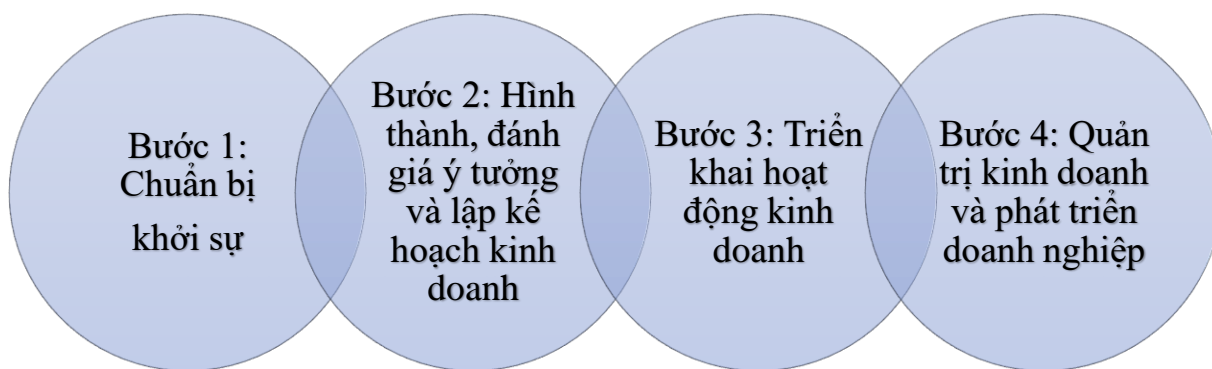 Bước 1:
Chuẩn bị
khởi sự
Bước 2: Hình
thành, đánh
giá ý tưởng
và lập kế
hoạch kinh
doanh
Bước 3: Triển
khai hoạt
động kinh
doanh
Bước 4: Quản
trị kinh doanh
và phát triển
doanh nghiệp